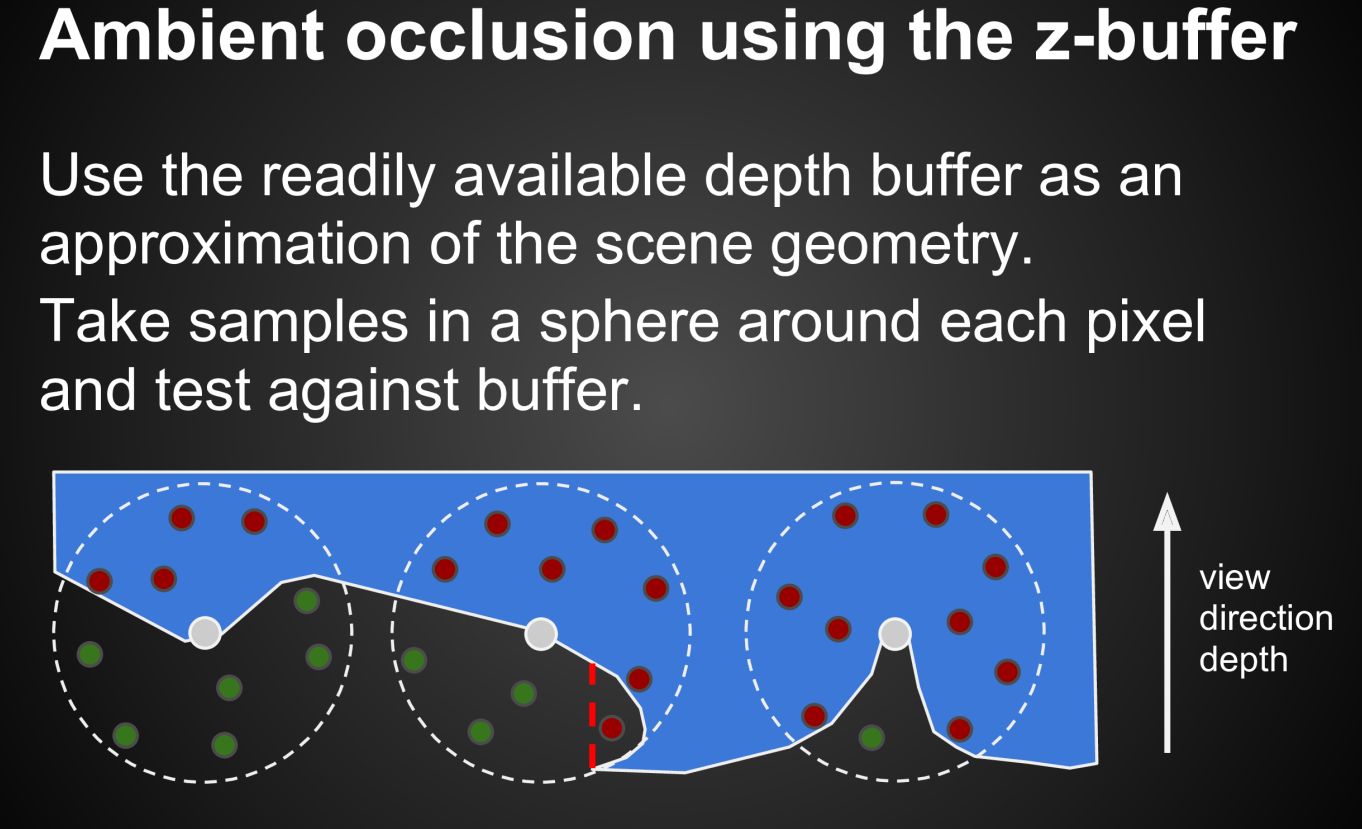 Ambient occlusion using the z-buffer
Use the readily available depth buffer as an
approximation of the scene geometry.
Take samples in a sphere around each pixel
and test against buffer.
view
direction
depth